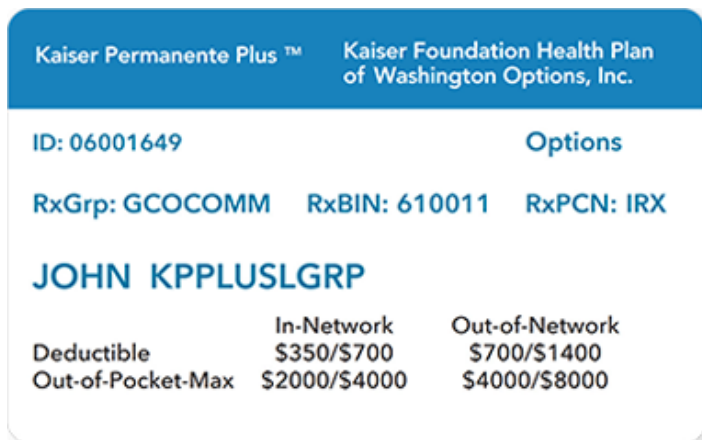 Kaiser Permanente Plus ™ Kaiser Foundation Health Plan
of Washington Options, Inc.
ID: 06001649 Options
RxGrp: GCOCOMM RxBIN: 610011 RxPCN: IRX
JOHN KPPLUSLGRP
In-Network Out-of-Network
Deductible $350/$700 $700/$1400
Out-of-Pocket-Max $2000/$4000 $4000/$8000